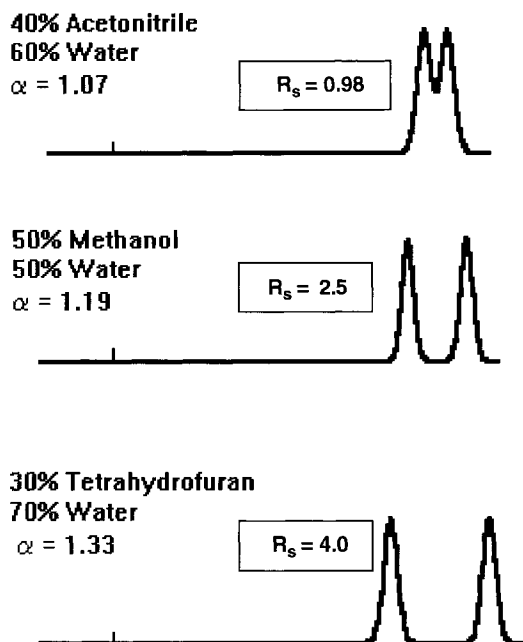 40% Acetonitrile
60% Water
α = 1.07
Rs = 0.98
50% Methanol
50% Water
α = 1.19
Rs = 2.5
30% Tetrahydrofuran
70% Water
α = 1.33
Rs = 4.0